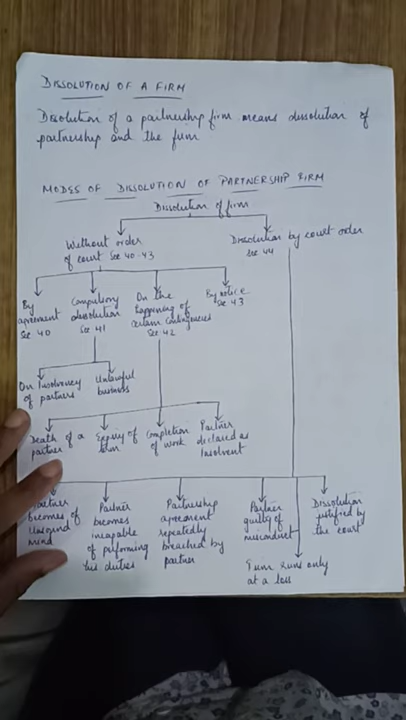 DISSOLUTION OF A FIRM
Dissolution of a partnership firm means dissolution of
partnership and the firm
MODES OF DISSOLUTION OF PARTNERSHIP FIRM
Dissolution of firm
Without order
of court Sec 40-43
Dissolution by court order
Sec 44
By
agreement
Sec 40
Compulsory
dissolution
Sec 41
On the
happening of
certain contingencies
Sec 42
By notice
Sec 43
On Insolvency
of partners
Unlawful
business
Death of a
partner
Expiry of
term
Completion
of work
Partner
declared as
Insolvent
Partner
becomes of
Unsound
mind
Partner
becomes
incapable
of performing
his duties
Partnership
agreement
repeatedly
breached by
partner
Partner
guilty of
misconduct
Firm runs only
at a loss
Dissolution
justified by
the court